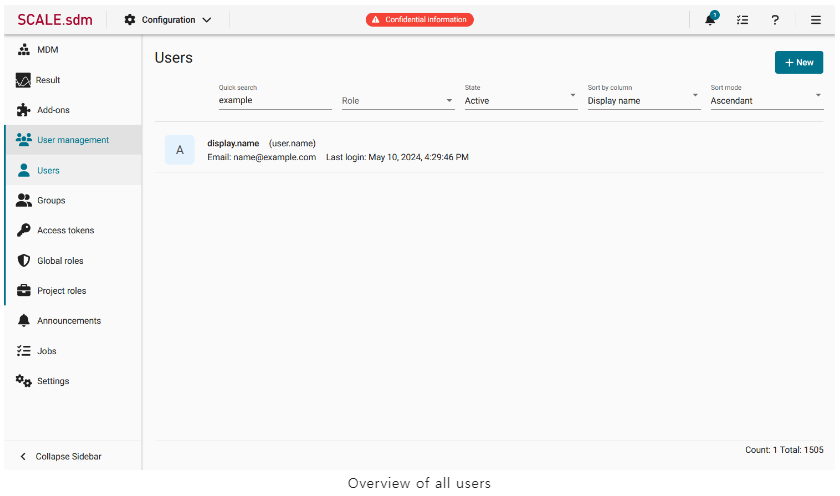 SCALE.sdm
Configuration
Confidential information
1
?
MDM
Result
Add-ons
User management
Users
Groups
Access tokens
Global roles
Project roles
Announcements
Jobs
Settings
Collapse Sidebar
Users
+ New
Quick search
example
Role
State
Active
Sort by column
Display name
Sort mode
Ascendant
A
display.name (user.name)
Email: name@example.com Last login: May 10, 2024, 4:29:46 PM
Count: 1 Total: 1505
Overview of all users